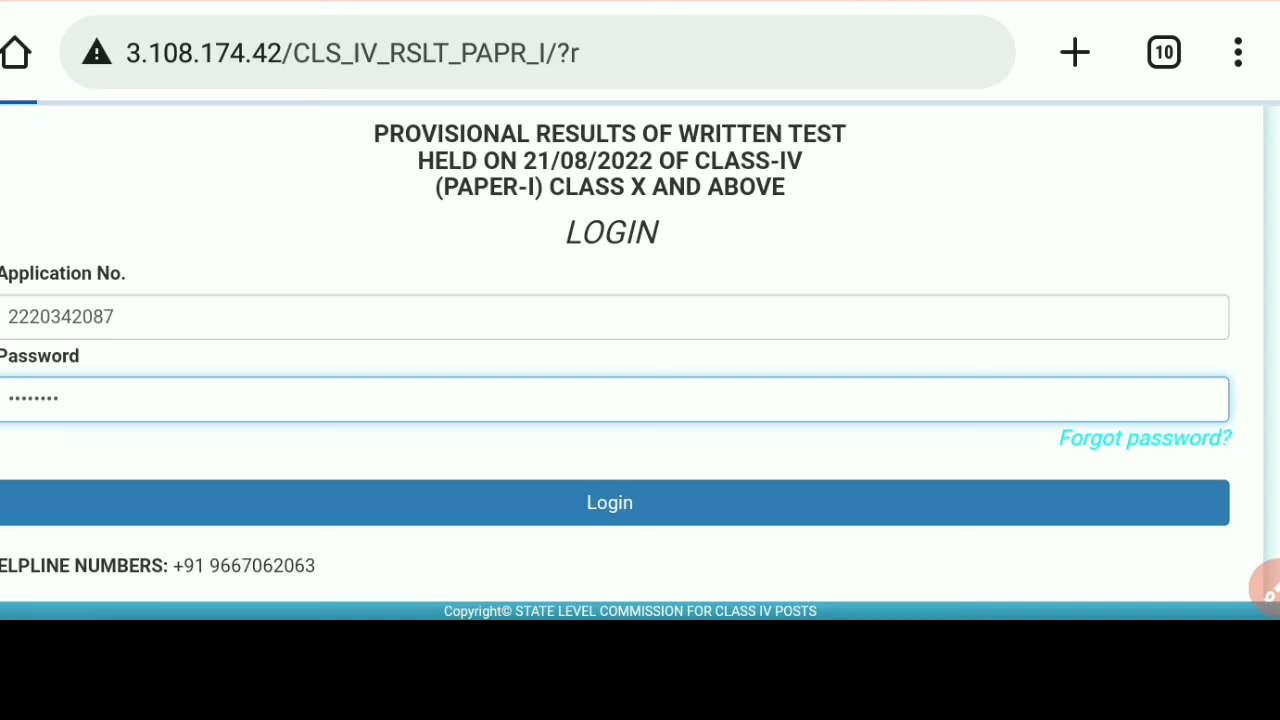 3.108.174.42/CLS_IV_RSLT_PAPR_I/?r
10
PROVISIONAL RESULTS OF WRITTEN TEST
HELD ON 21/08/2022 OF CLASS-IV
(PAPER-I) CLASS X AND ABOVE
LOGIN
Application No.
2220342087
Password
••••••••
Forgot password?
Login
ELPLINE NUMBERS: +91 9667062063
Copyright© STATE LEVEL COMMISSION FOR CLASS IV POSTS